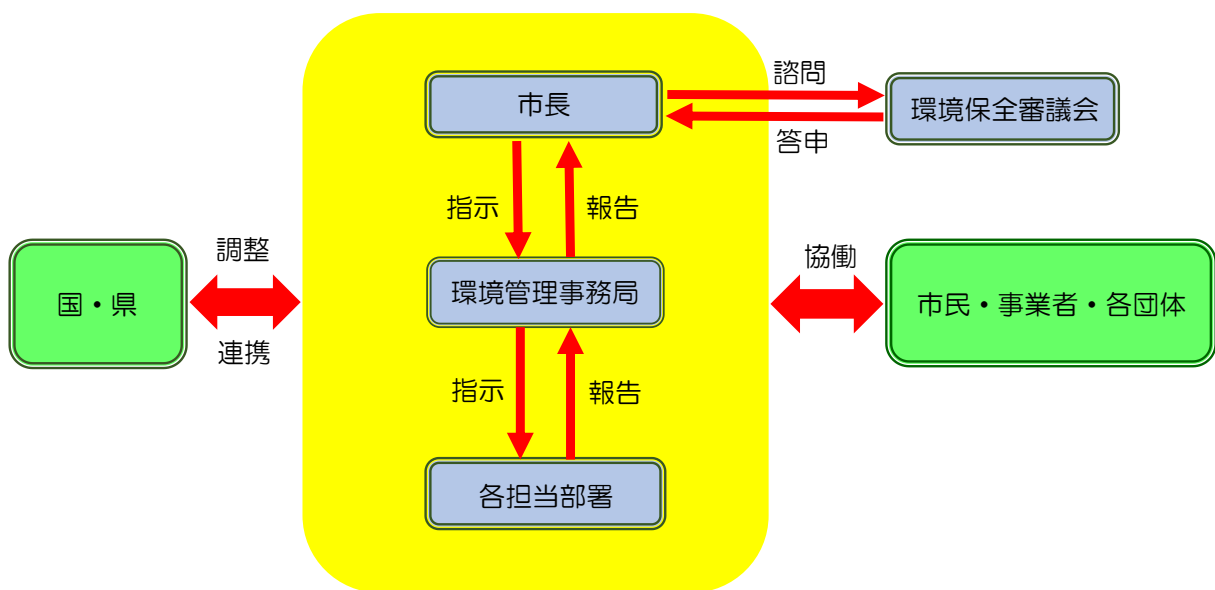 諮問
市長
環境保全審議会
答申
指示
報告
調整
協働
国・県
環境管理事務局
市民・事業者・各団体
連携
指示
報告
各担当部署